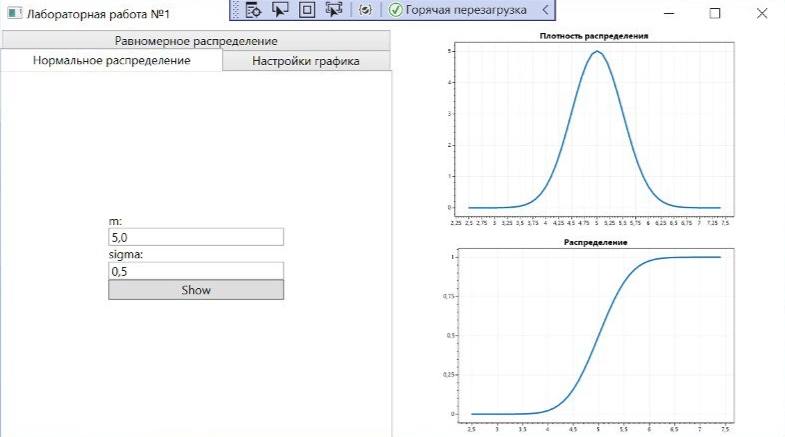 Лабораторная работа №1
Горячая перезагрузка
Равномерное распределение
Нормальное распределение
Настройки графика
m:
5,0
sigma:
0,5
Show
Плотность распределения
5
4
3
2
1
0
2,25 2,5 2,75 3 3,25 3,5 3,75 4 4,25 4,5 4,75 5 5,25 5,5 5,75 6 6,25 6,5 6,75 7 7,25 7,5
Распределение
1
0,75
0,5
0,25
0
2,5 3 3,5 4 4,5 5 5,5 6 6,5 7 7,5